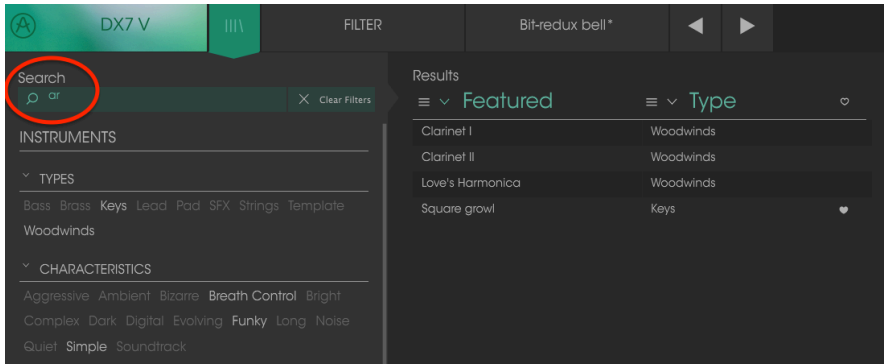 DX7 V
FILTER
Bit-redux bell*
Search
ar
Clear Filters
INSTRUMENTS
TYPES
Bass Brass Keys Lead Pad SFX Strings Template
Woodwinds
CHARACTERISTICS
Aggressive Ambient Bizarre Breath Control Bright
Complex Dark Digital Evolving Funky Long Noise
Quiet Simple Soundtrack
Results
Featured Type
Clarinet I Woodwinds
Clarinet II Woodwinds
Love's Harmonica Woodwinds
Square growl Keys